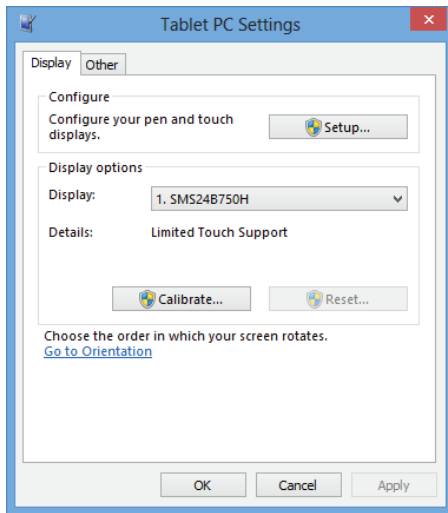 Tablet PC Settings
Display Other
Configure
Configure your pen and touch
displays.
Setup...
Display options
Display: 1. SMS24B750H
Details: Limited Touch Support
Calibrate... Reset...
Choose the order in which your screen rotates.
Go to Orientation
OK Cancel Apply